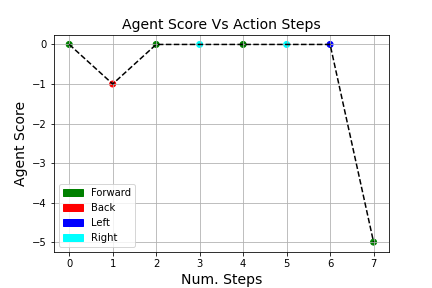 Agent Score Vs Action Steps
0
−1
−2
−3
−4
−5
Agent Score
Forward
Back
Left
Right
0 1 2 3 4 5 6 7
Num. Steps